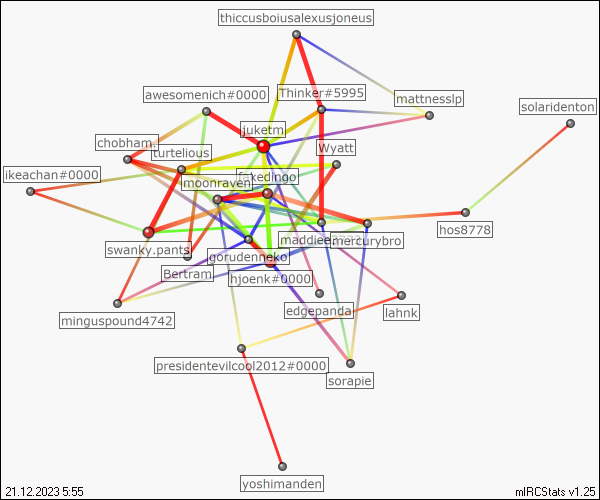 thiccusboiusalexusjoneus
awesomenich#0000
Thinker#5995
mattnesslp
solaridenton
juketm
chobham.
turtelious
Wyatt
ikeachan#0000
moonraven
fakedhoo
swanky.pants
maddiee
mercurybro
hos8778
gorudenneko
Bertram
hjoenk#0000
edgepanda
lahnk
minguspound4742
presidentevilcool2012#0000
sorapie
yoshimanden
21.12.2023 5:55
mIRCStats v1.25